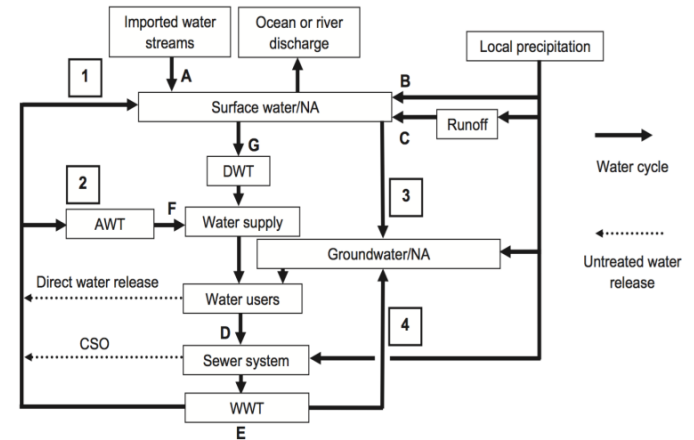 Imported water
streams
Ocean or river
discharge
Local precipitation
1
A
B
Surface water/NA
C
Runoff
G
Water cycle
DWT
2
3
F
AWT
Water supply
Groundwater/NA
Untreated water
release
Direct water release
Water users
4
D
CSO
Sewer system
WWT
E